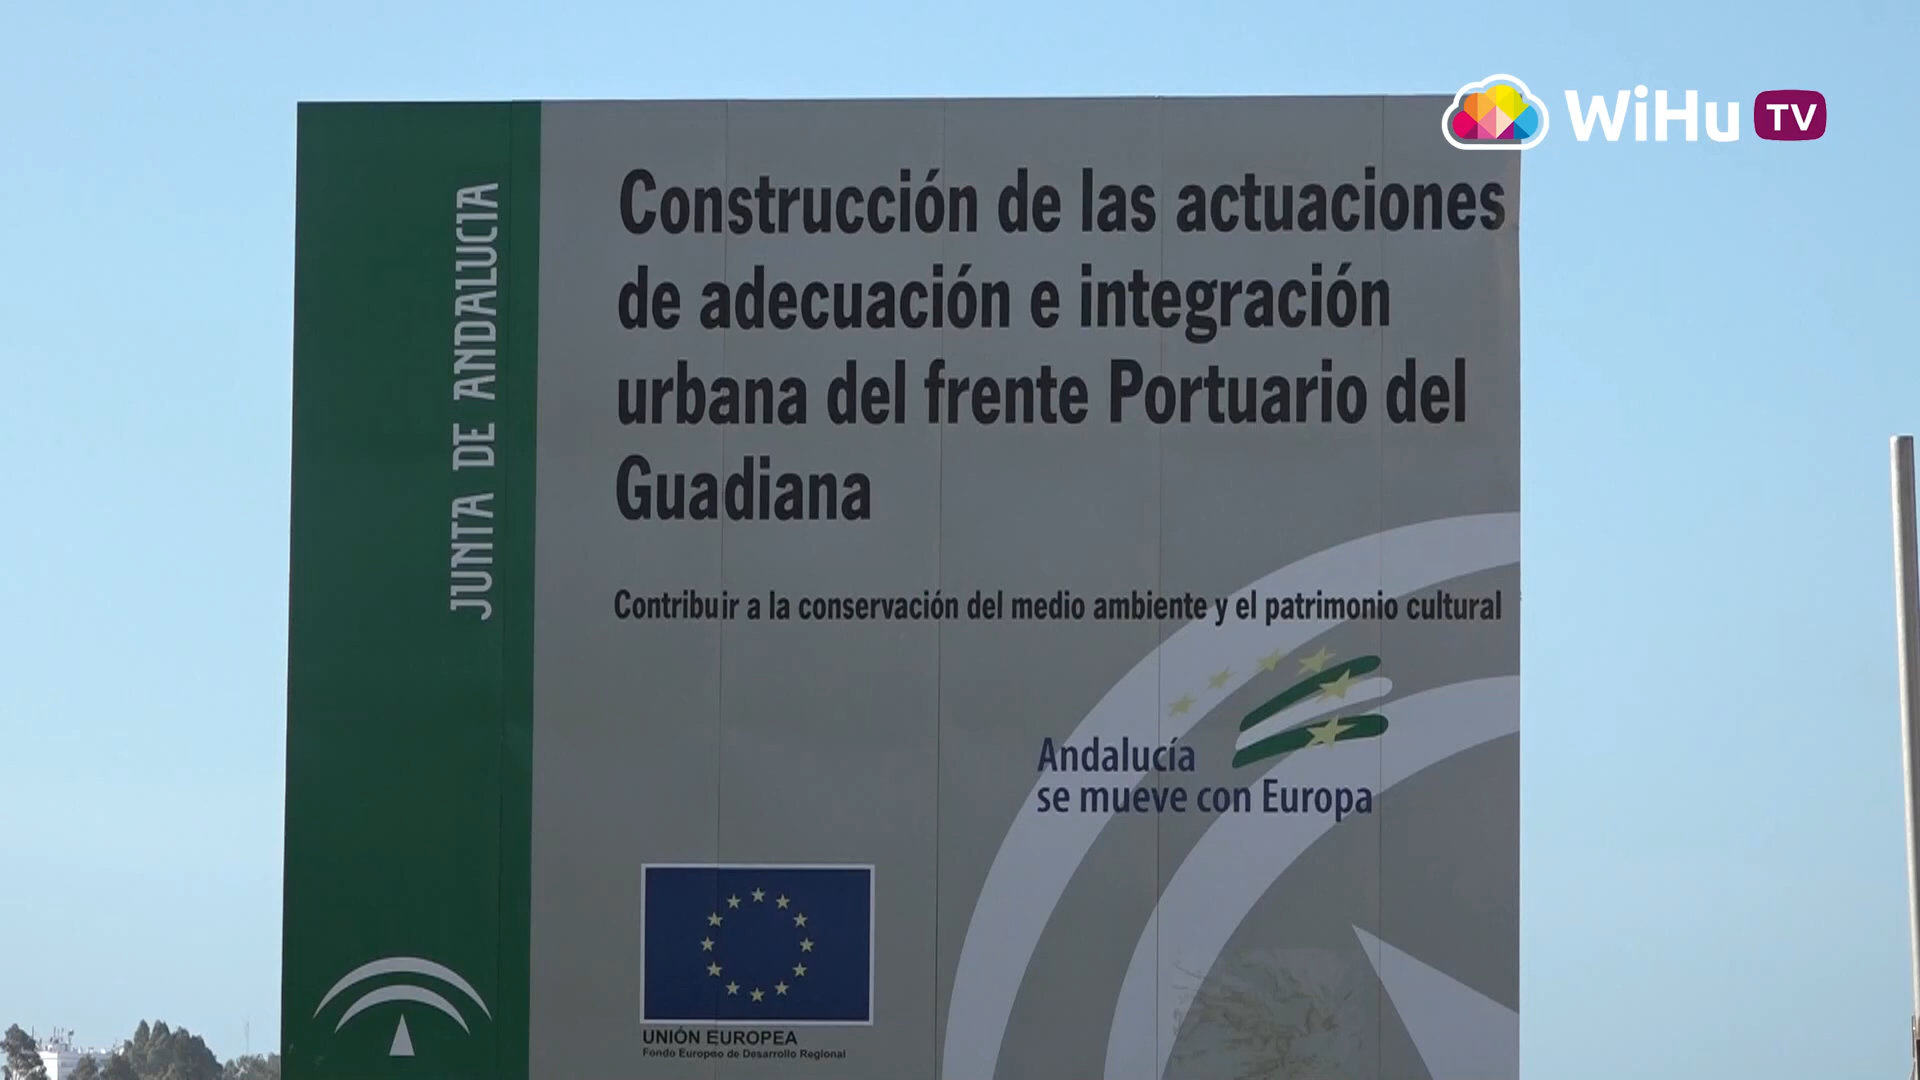 WiHu TV
JUNTA DE ANDALUCIA
Construcción de las actuaciones
de adecuación e integración
urbana del frente Portuario del
Guadiana
Contribuir a la conservación del medio ambiente y el patrimonio cultural
Andalucía
se mueve con Europa
UNIÓN EUROPEA
Fondo Europeo de Desarrollo Regional